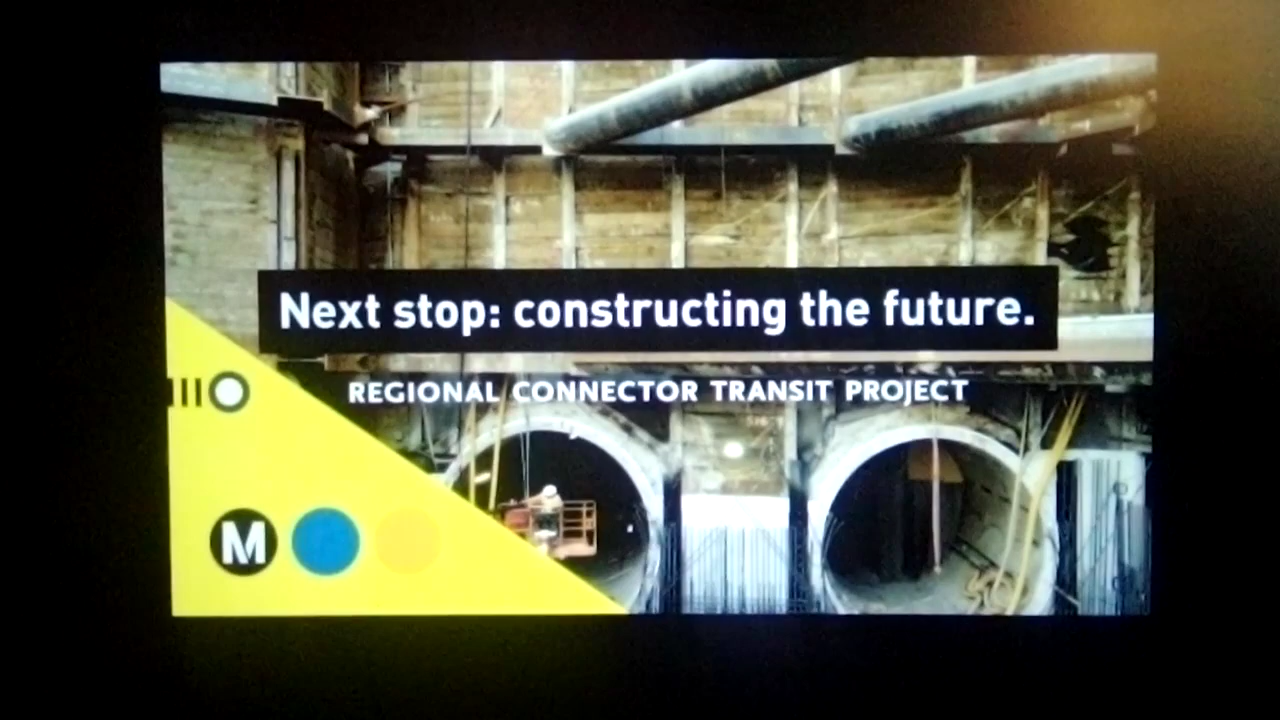 Next stop: constructing the future.
REGIONAL CONNECTOR TRANSIT PROJECT
M